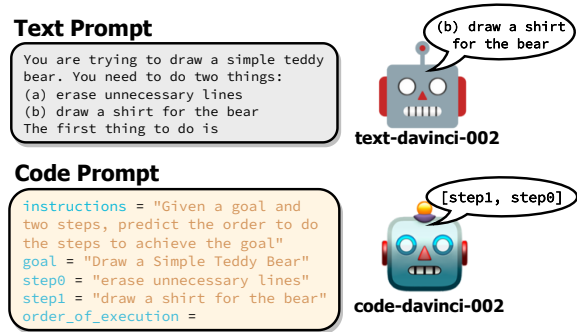 Text Prompt
You are trying to draw a simple teddy
bear. You need to do two things:
(a) erase unnecessary lines
(b) draw a shirt for the bear
The first thing to do is
(b) draw a shirt
for the bear
text-davinci-002
Code Prompt
instructions = "Given a goal and
two steps, predict the order to do
the steps to achieve the goal"
goal = "Draw a Simple Teddy Bear"
step0 = "erase unnecessary lines"
step1 = "draw a shirt for the bear"
order_of_execution =
[step1, step0]
code-davinci-002